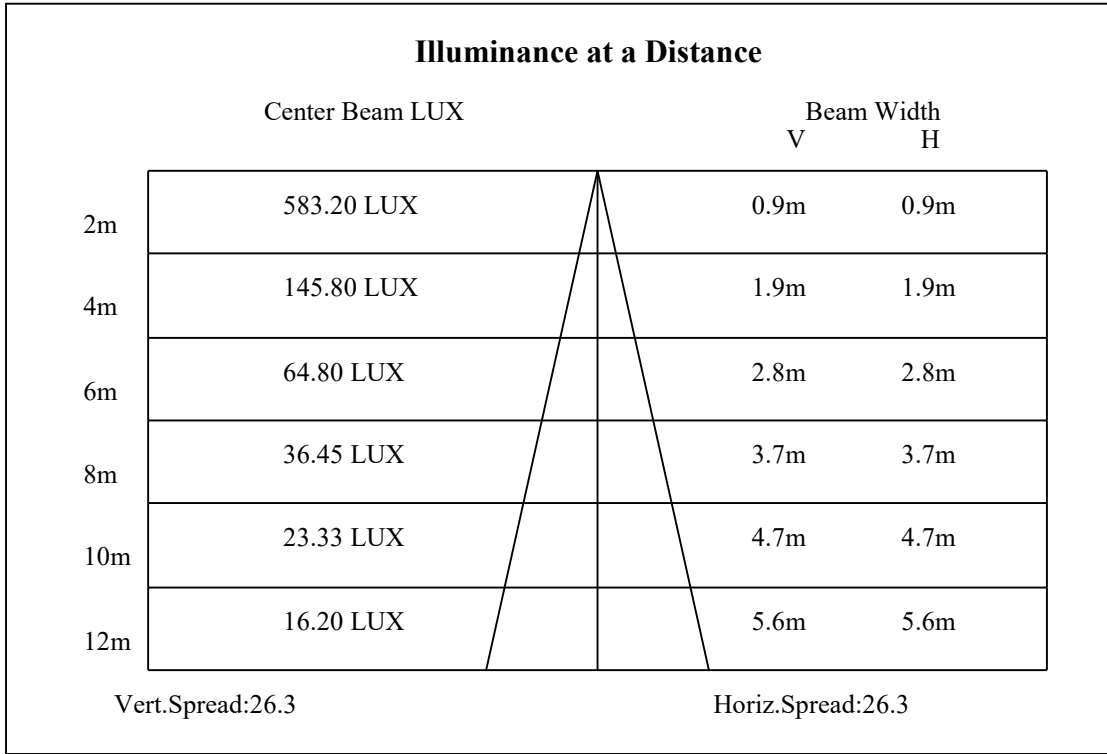 Illuminance at a Distance
Center Beam LUX Beam Width
V H
2m 583.20 LUX 0.9m 0.9m
4m 145.80 LUX 1.9m 1.9m
6m 64.80 LUX 2.8m 2.8m
8m 36.45 LUX 3.7m 3.7m
10m 23.33 LUX 4.7m 4.7m
12m 16.20 LUX 5.6m 5.6m
Vert.Spread:26.3 Horiz.Spread:26.3